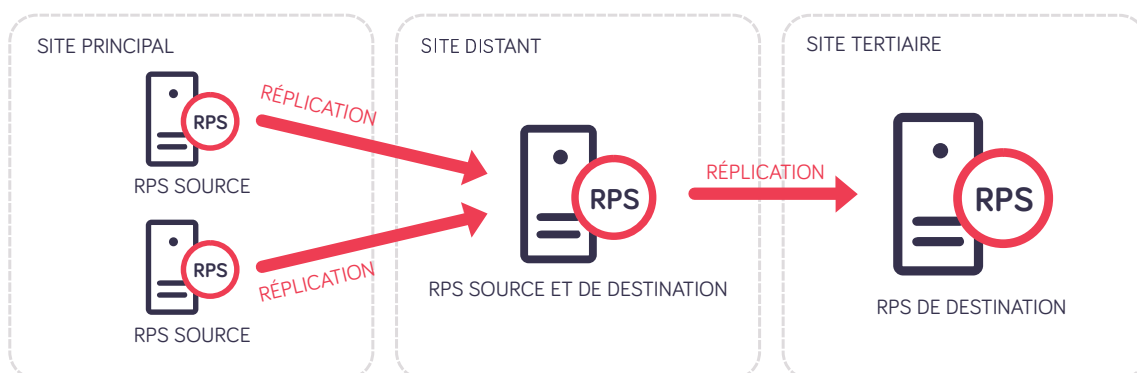 SITE PRINCIPAL
RPS
RPS SOURCE
RÉPLICATION
RPS
RPS SOURCE
RÉPLICATION
SITE DISTANT
RPS
RPS SOURCE ET DE DESTINATION
RÉPLICATION
SITE TERTIAIRE
RPS
RPS DE DESTINATION